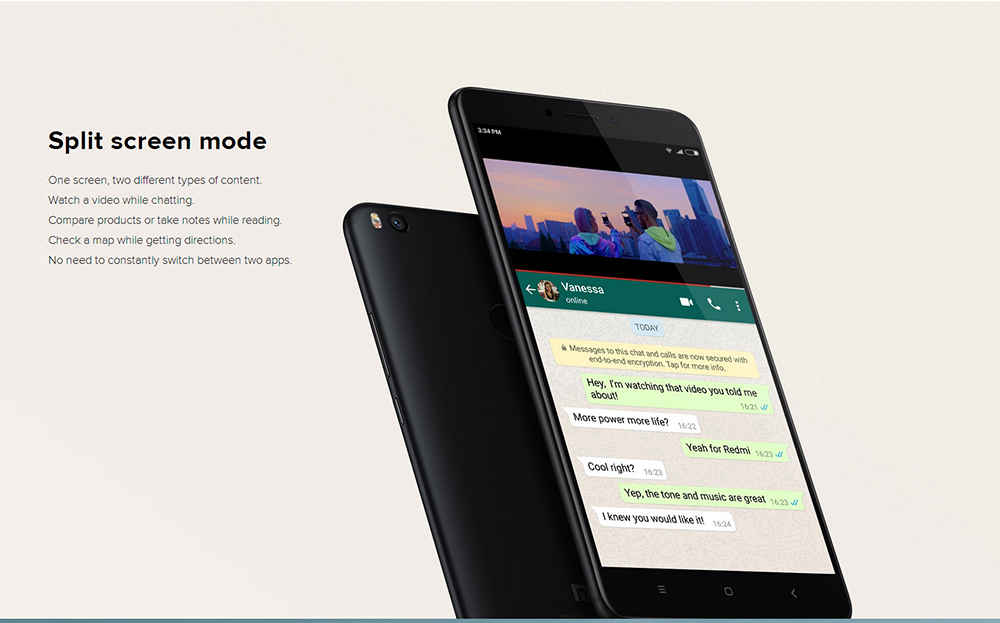 Split screen mode
One screen, two different types of content.
Watch a video while chatting.
Compare products or take notes while reading.
Check a map while getting directions.
No need to constantly switch between two apps.
3:34 PM
Vanessa
online
TODAY
Messages to this chat and calls are now secured with
end-to-end encryption. Tap for more info.
Hey, I'm watching that video you told me
about!
16:21
More power more life? 16:22
Yeah for Redmi 16:23
Cool right? 16:23
Yep, the tone and music are great 16:23
I knew you would like it! 16:24